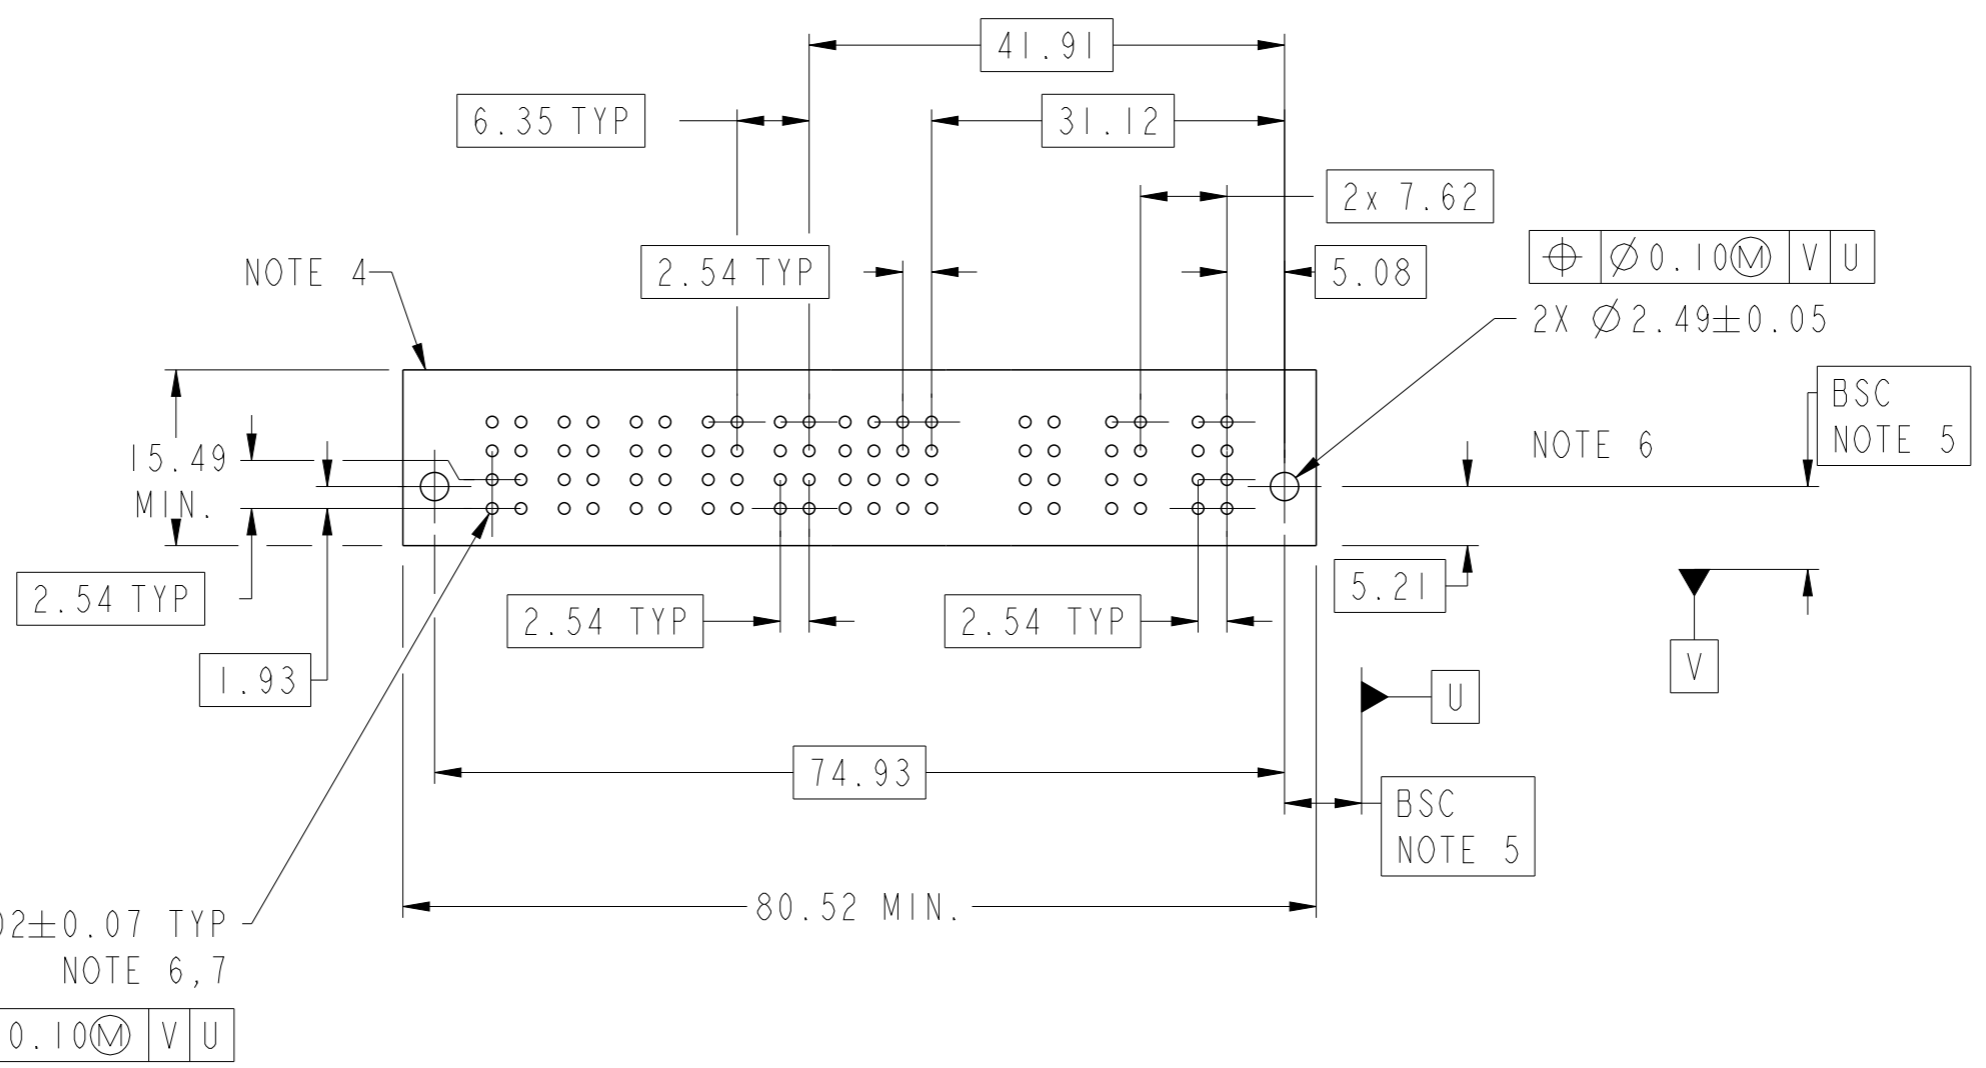 41.91
6.35 TYP
31.12
2x 7.62
2.54 TYP
5.08
NOTE 4
⌖ Ø0.10Ⓜ V U
2X Ø2.49±0.05
BSC
NOTE 5
NOTE 6
15.49
MIN.
2.54 TYP
5.21
2.54 TYP
2.54 TYP
1.93
V
U
74.93
BSC
NOTE 5
80.52 MIN.
02±0.07 TYP
NOTE 6,7
0.10Ⓜ V U